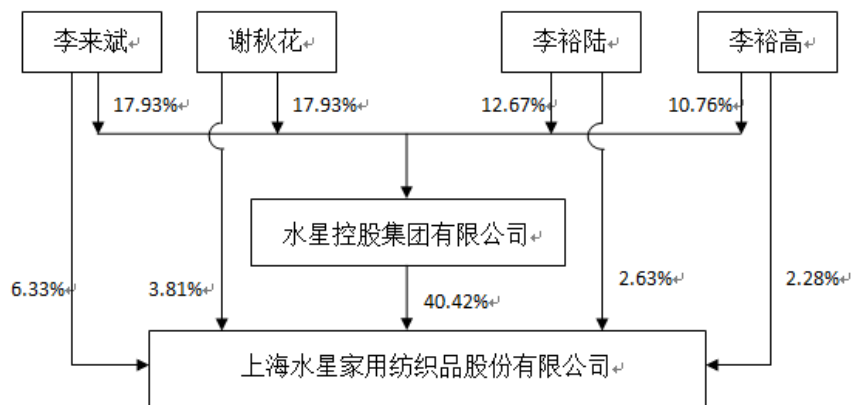 李来斌
谢秋花
李裕陆
李裕高
17.93%
17.93%
12.67%
10.76%
水星控股集团有限公司
6.33%
3.81%
40.42%
2.63%
2.28%
上海水星家用纺织品股份有限公司